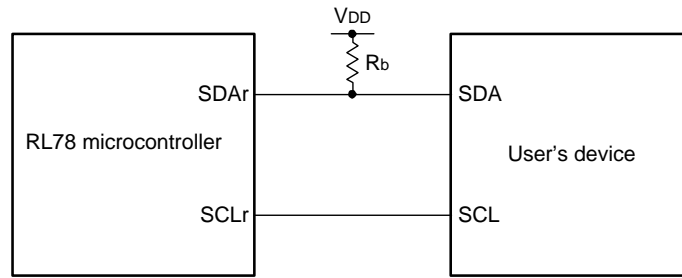 VDD
Rb
SDAr
SDA
RL78 microcontroller
User's device
SCLr
SCL